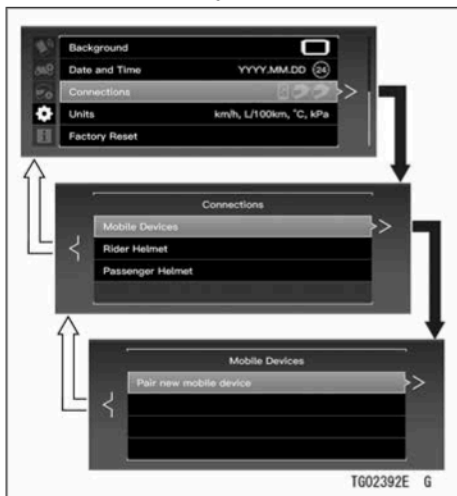 Background
Date and Time YYYY.MM.DD 24
Connections
Units km/h, L/100km, °C, kPa
Factory Reset
Connections
Mobile Devices
Rider Helmet
Passenger Helmet
Mobile Devices
Pair new mobile device
TG02392E G